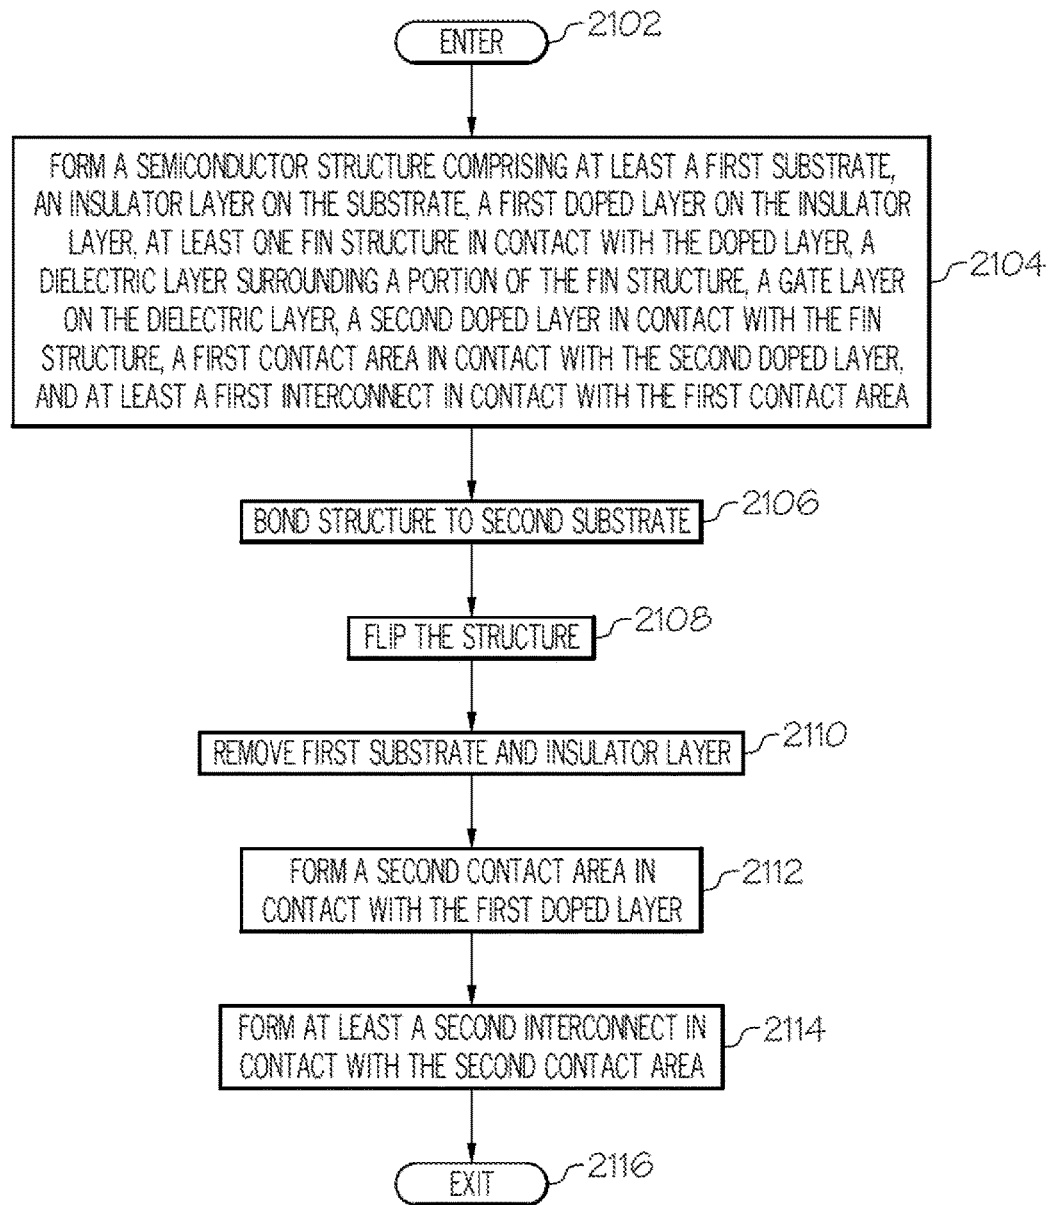 ENTER
2102
FORM A SEMICONDUCTOR STRUCTURE COMPRISING AT LEAST A FIRST SUBSTRATE,
AN INSULATOR LAYER ON THE SUBSTRATE, A FIRST DOPED LAYER ON THE INSULATOR
LAYER, AT LEAST ONE FIN STRUCTURE IN CONTACT WITH THE DOPED LAYER, A
DIELECTRIC LAYER SURROUNDING A PORTION OF THE FIN STRUCTURE, A GATE LAYER
ON THE DIELECTRIC LAYER, A SECOND DOPED LAYER IN CONTACT WITH THE FIN
STRUCTURE, A FIRST CONTACT AREA IN CONTACT WITH THE SECOND DOPED LAYER,
AND AT LEAST A FIRST INTERCONNECT IN CONTACT WITH THE FIRST CONTACT AREA
2104
BOND STRUCTURE TO SECOND SUBSTRATE
2106
FLIP THE STRUCTURE
2108
REMOVE FIRST SUBSTRATE AND INSULATOR LAYER
2110
FORM A SECOND CONTACT AREA IN
CONTACT WITH THE FIRST DOPED LAYER
2112
FORM AT LEAST A SECOND INTERCONNECT IN
CONTACT WITH THE SECOND CONTACT AREA
2114
EXIT
2116